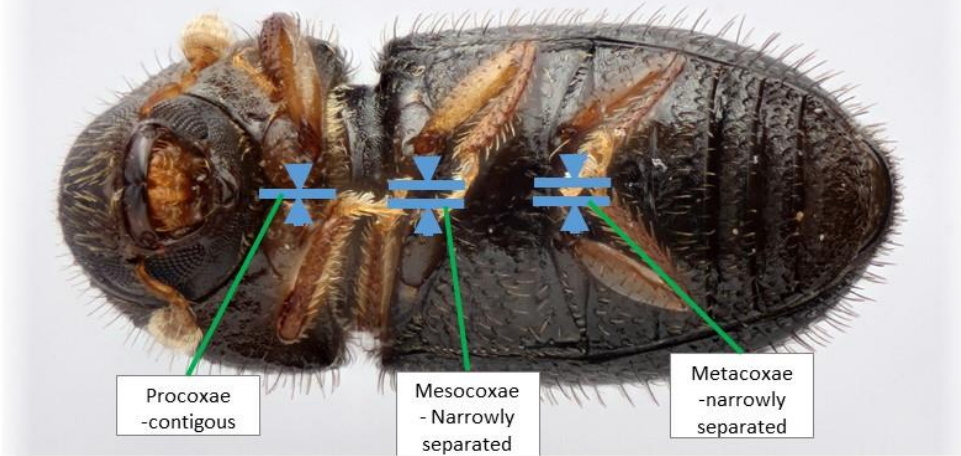 Procoxae
-contigous
Mesocoxae
- Narrowly
separated
Metacoxae
-narrowly
separated